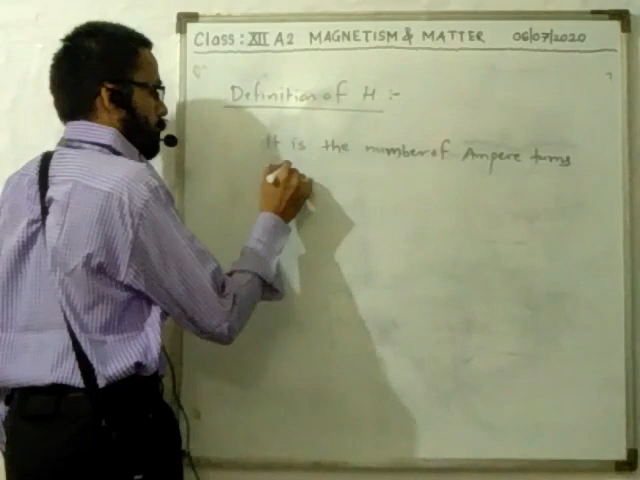 Class: XII A2 MAGNETISM & MATTER 06/07/2020
Definition of H :-
It is the number of Ampere turns